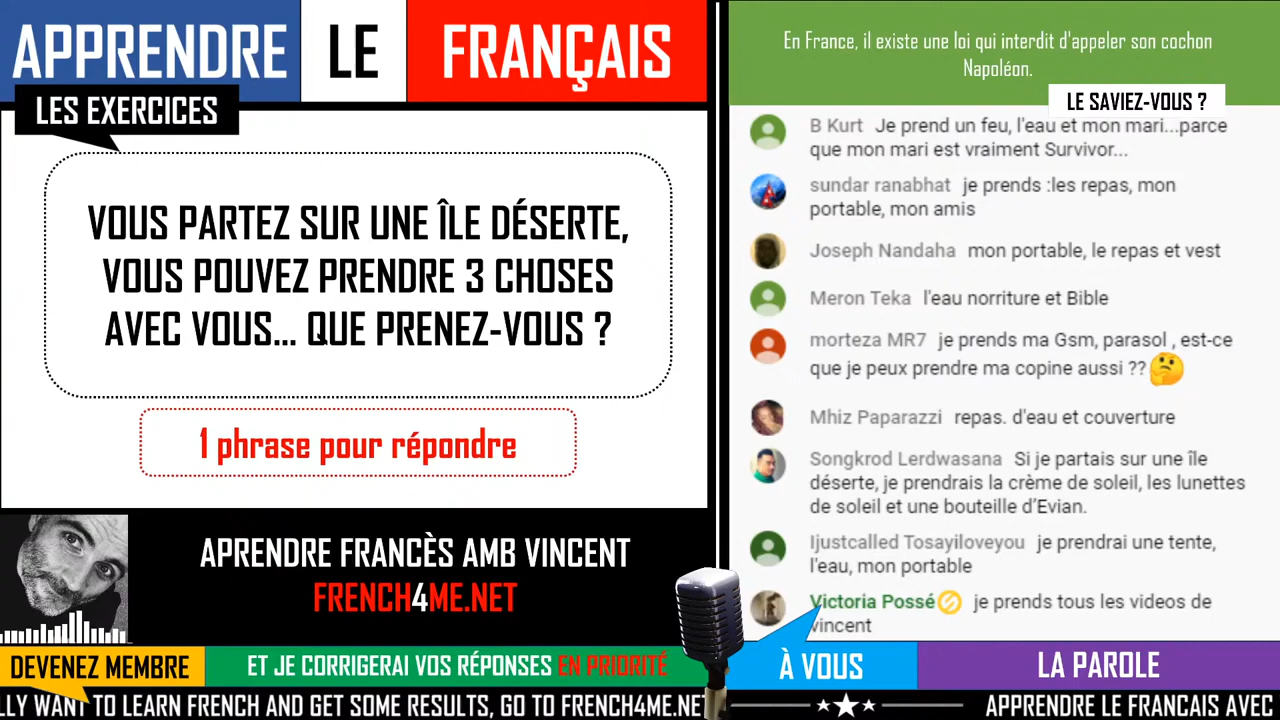 APPRENDRE LE FRANÇAIS
LES EXERCICES
VOUS PARTEZ SUR UNE ÎLE DÉSERTE,
VOUS POUVEZ PRENDRE 3 CHOSES
AVEC VOUS... QUE PRENEZ-VOUS ?
1 phrase pour répondre
APRENDRE FRANCÈS AMB VINCENT
FRENCH4ME.NET
DEVENEZ MEMBRE
ET JE CORRIGERAI VOS RÉPONSES EN PRIORITÉ
LLY WANT TO LEARN FRENCH AND GET SOME RESULTS, GO TO FRENCH4ME.NET
En France, il existe une loi qui interdit d'appeler son cochon
Napoléon.
LE SAVIEZ-VOUS ?
B Kurt Je prend un feu, l'eau et mon mari...parce
que mon mari est vraiment Survivor...
sundar ranabhat je prends :les repas, mon
portable, mon amis
Joseph Nandaha mon portable, le repas et vest
Meron Teka l'eau norriture et Bible
morteza MR7 je prends ma Gsm, parasol , est-ce
que je peux prendre ma copine aussi ??🤔
Mhiz Paparazzi repas. d'eau et couverture
Songkrod Lerdwasana Si je partais sur une île
déserte, je prendrais la crème de soleil, les lunettes
de soleil et une bouteille d'Evian.
Ijustcalled Tosayiloveyou je prendrai une tente,
l'eau, mon portable
Victoria Possé je prends tous les videos de
vincent
À VOUS
LA PAROLE
APPRENDRE LE FRANCAIS AVEC